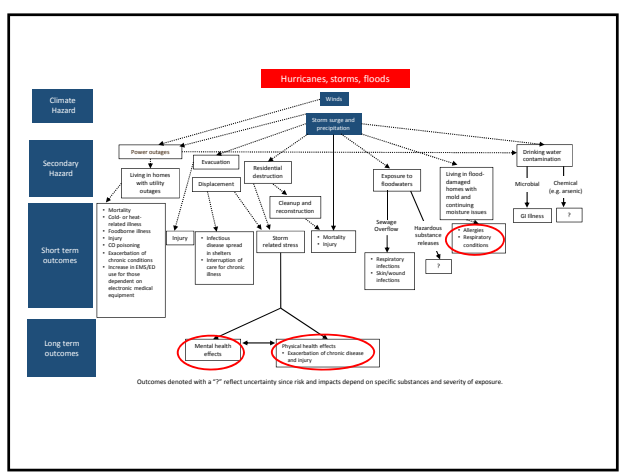 Hurricanes, storms, floods
Climate
Hazard
Winds
Storm surge and
precipitation
Secondary
Hazard
Power outages
Living in homes
with utility
outages
Evacuation
Displacement
Residential
destruction
Cleanup and
reconstruction
Exposure to
floodwaters
Living in flood-
damaged
homes with
mold and
continuing
moisture issues
Drinking water
contamination
Microbial
Chemical
(e.g. arsenic)
Sewage
Overflow
Hazardous
substance
releases
Short term
outcomes
• Mortality
• Cold- or heat-
related illness
• Foodborne illness
• Injury
• CO poisoning
• Exacerbation of
chronic conditions
• Increase in EMS/ED
use for those
dependent on
electronic medical
equipment
Injury
• Infectious
disease spread
in shelters
• Interruption of
care for chronic
illness
Storm
related stress
• Mortality
• Injury
• Respiratory
infections
• Skin/wound
infections
?
• Allergies
• Respiratory
conditions
GI Illness
?
Long term
outcomes
Mental health
effects
Physical health effects
• Exacerbation of chronic disease
and injury
Outcomes denoted with a "?" reflect uncertainty since risk and impacts depend on specific substances and severity of exposure.